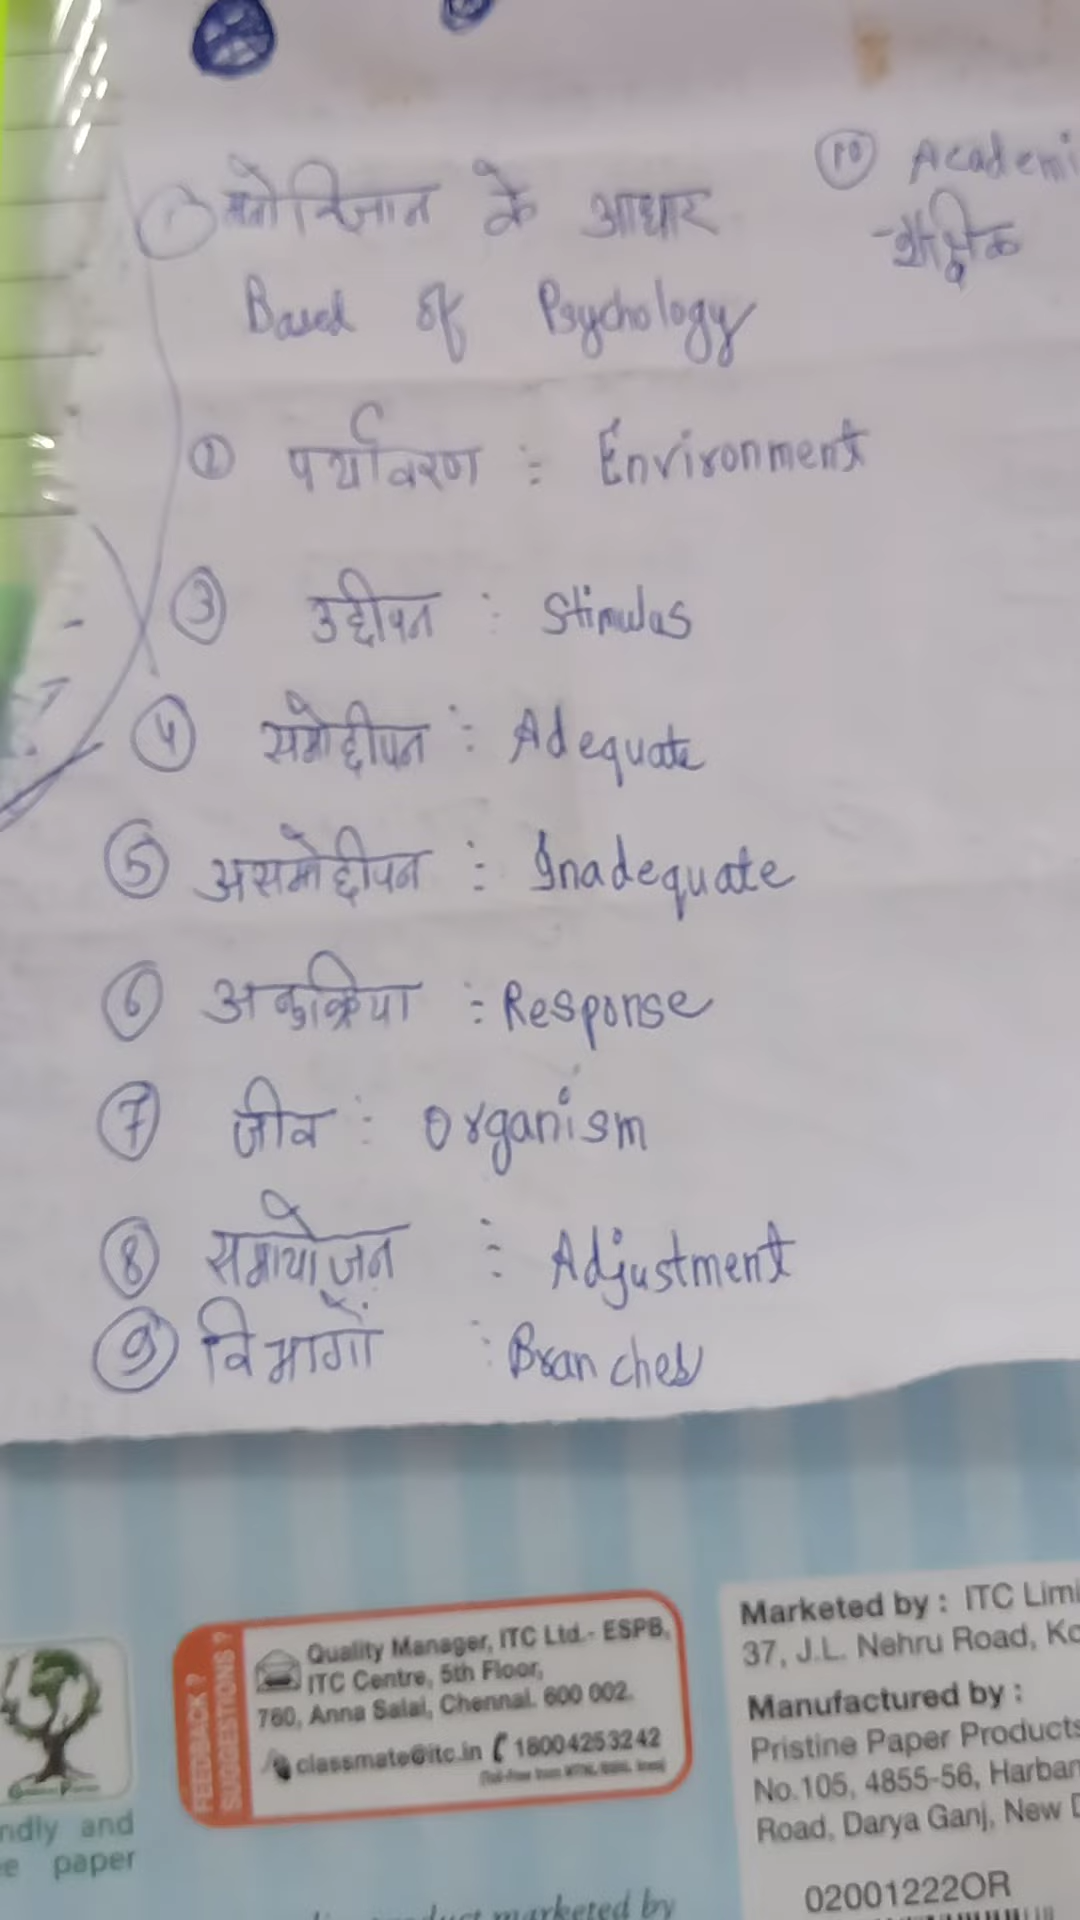 ① मनोविज्ञान के आधार
Based of Psychology
⑩ Academi
शैक्षिक
② पर्यावरण : Environment
③ उद्दीपन : Stimulus
④ समोद्दीपन : Adequate
⑤ असमोद्दीपन : Inadequate
⑥ अनुक्रिया : Response
⑦ जीव : Organism
⑧ समायोजन : Adjustment
⑨ विभागों : Branches
FEEDBACK ?
SUGGESTIONS ?
Quality Manager, ITC Ltd.- ESPB,
ITC Centre, 5th Floor,
760, Anna Salai, Chennai. 600 002.
classmate@itc.in 18004253242
Marketed by : ITC Limi
37, J.L. Nehru Road, Ko
Manufactured by :
Pristine Paper Products
No.105, 4855-56, Harban
Road, Darya Ganj, New D
02001222OR
ndly and
e paper
product marketed by